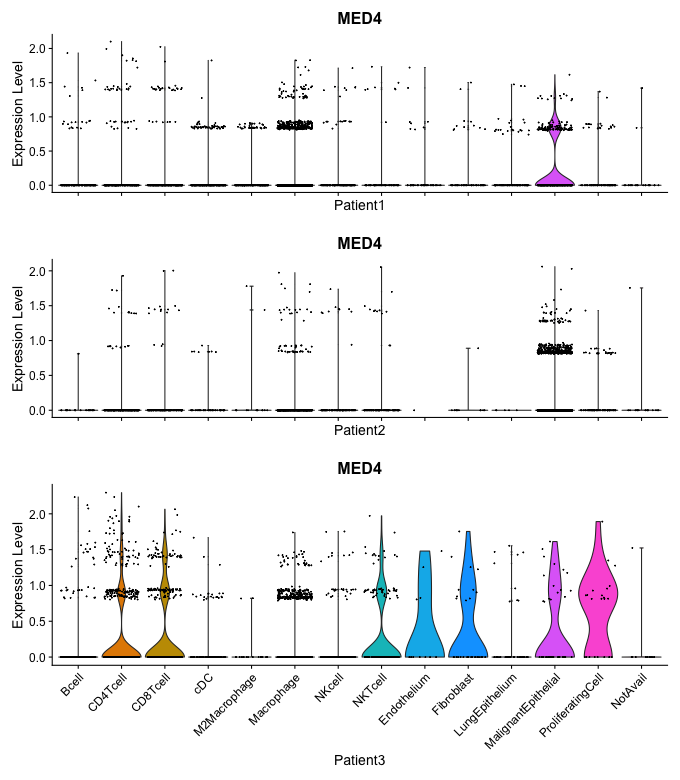 MED4
Expression Level
2.0
1.5
1.0
0.5
0.0
Patient1
MED4
Expression Level
2.0
1.5
1.0
0.5
0.0
Patient2
MED4
Expression Level
2.0
1.5
1.0
0.5
0.0
Bcell
CD4Tcell
CD8Tcell
cDC
M2Macrophage
Macrophage
NKcell
NKTcell
Endothelium
Fibroblast
LungEpithelium
MalignantEpithelial
ProliferatingCell
NotAvail
Patient3